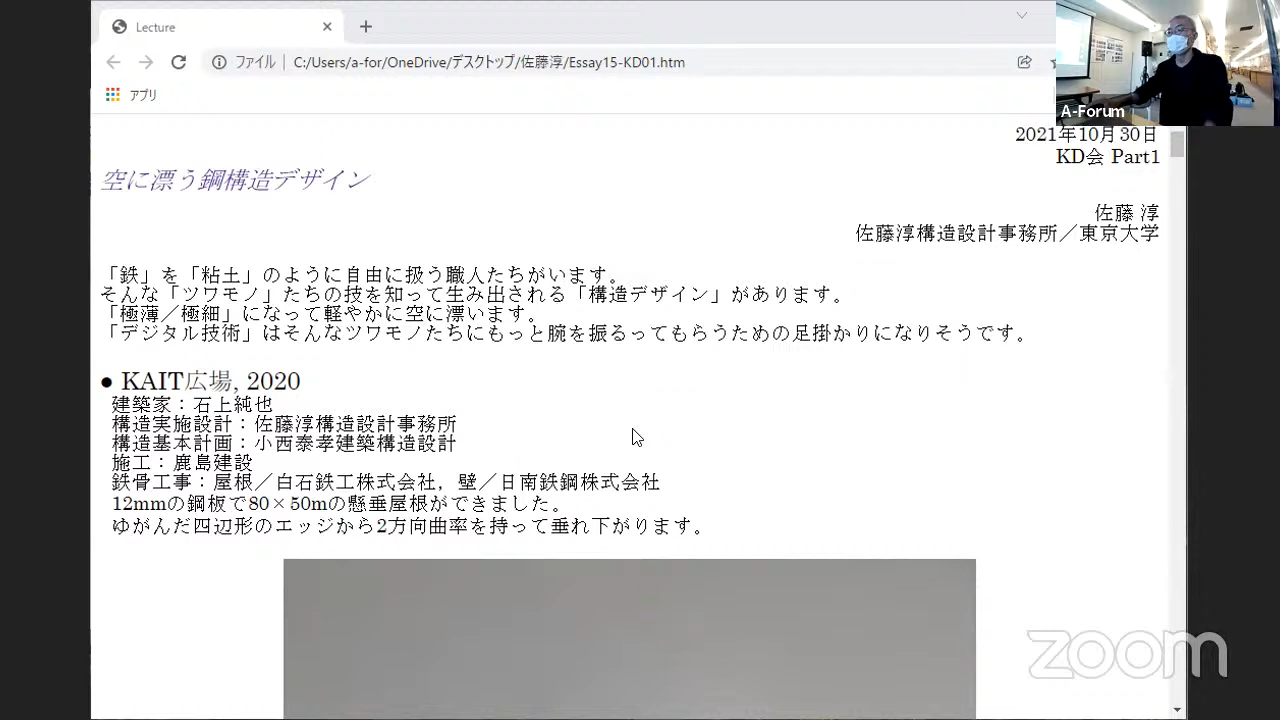 Lecture
ファイル
C:/Users/a-for/OneDrive/デスクトップ/佐藤淳/Essay15-KD01.htm
アプリ
A-Forum
2021年10月30日
KD会 Part1
空に漂う鋼構造デザイン
佐藤 淳
佐藤淳構造設計事務所／東京大学
「鉄」を「粘土」のように自由に扱う職人たちがいます。
そんな「ツワモノ」たちの技を知って生み出される「構造デザイン」があります。
「極薄／極細」になって軽やかに空に漂います。
「デジタル技術」はそんなツワモノたちにもっと腕を振るってもらうための足掛かりになりそうです。
● KAIT広場, 2020
建築家：石上純也
構造実施設計：佐藤淳構造設計事務所
構造基本計画：小西泰孝建築構造設計
施工：鹿島建設
鉄骨工事：屋根／白石鉄工株式会社，壁／日南鉄鋼株式会社
12mmの鋼板で80×50mの懸垂屋根ができました。
ゆがんだ四辺形のエッジから2方向曲率を持って垂れ下がります。
zoom